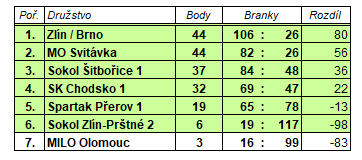 Poř. Družstvo Body Branky Rozdíl
1. Zlín / Brno 44 106 : 26 80
2. MO Svitávka 44 82 : 26 56
3. Sokol Šitbořice 1 37 84 : 48 36
4. SK Chodsko 1 32 69 : 47 22
5. Spartak Přerov 1 19 65 : 78 -13
6. Sokol Zlín-Prštné 2 6 19 : 117 -98
7. MILO Olomouc 3 16 : 99 -83